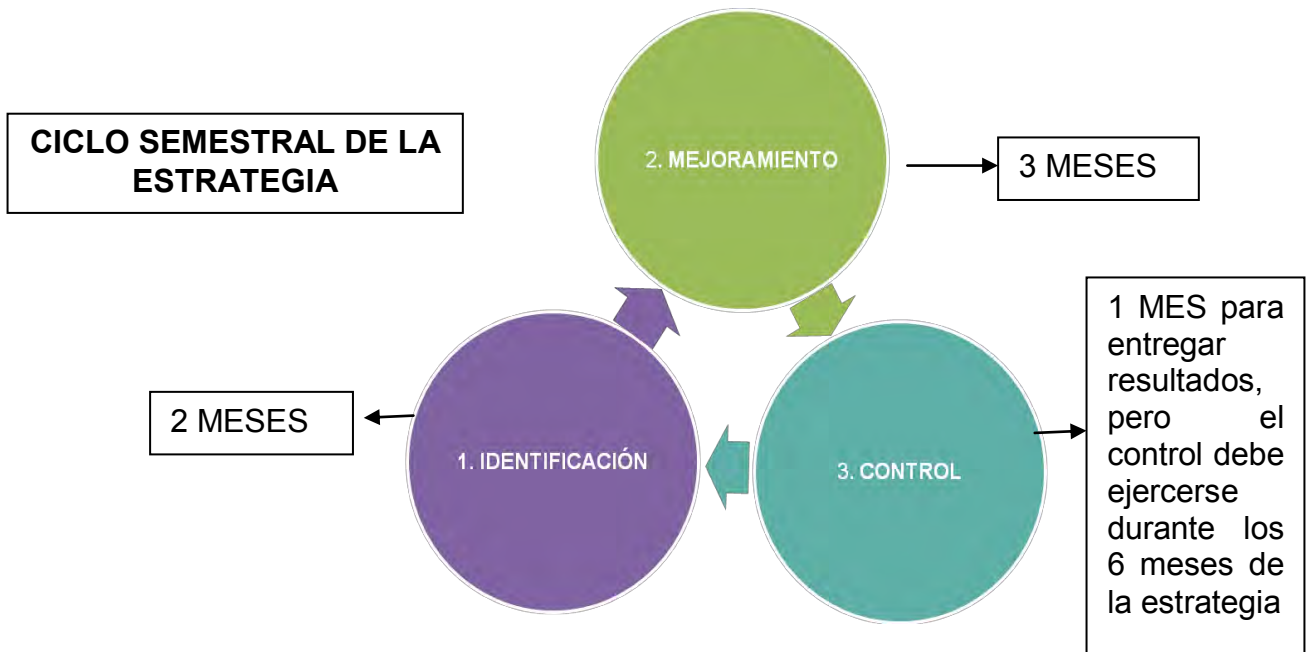 CICLO SEMESTRAL DE LA
ESTRATEGIA
2. MEJORAMIENTO
3 MESES
2 MESES
1. IDENTIFICACIÓN
3. CONTROL
1 MES para
entregar
resultados,
pero el
control debe
ejercerse
durante los
6 meses de
la estrategia